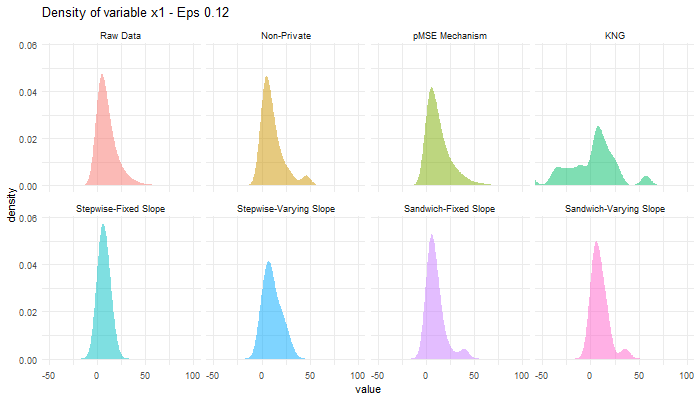 Density of variable x1 - Eps 0.12
Raw Data Non-Private pMSE Mechanism KNG
0.06
0.04
0.02
0.00
density
Stepwise-Fixed Slope Stepwise-Varying Slope Sandwich-Fixed Slope Sandwich-Varying Slope
0.06
0.04
0.02
0.00
-50 0 50 100 -50 0 50 100 -50 0 50 100 -50 0 50 100
value